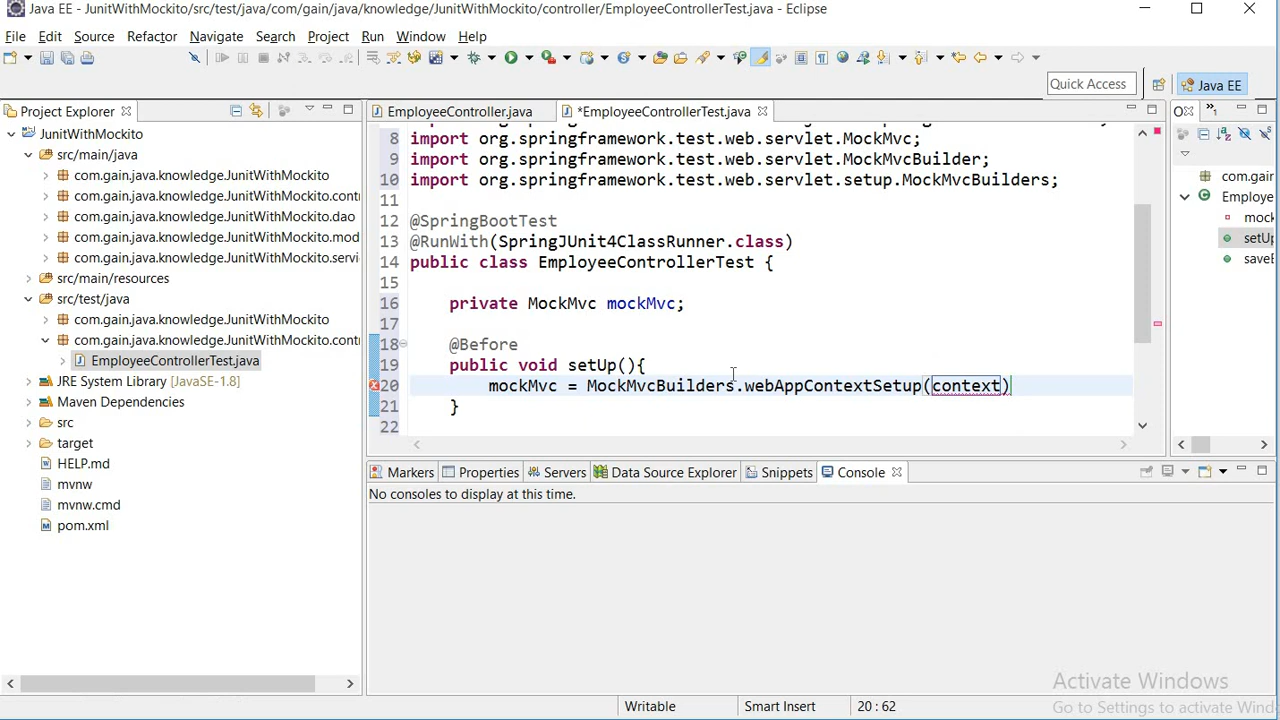 Java EE - JunitWithMockito/src/test/java/com/gain/java/knowledge/JunitWithMockito/controller/EmployeeControllerTest.java - Eclipse
File Edit Source Refactor Navigate Search Project Run Window Help
Quick Access
Java EE
Project Explorer
EmployeeController.java
*EmployeeControllerTest.java
JunitWithMockito
src/main/java
com.gain.java.knowledge.JunitWithMockito
com.gain.java.knowledge.JunitWithMockito.cont
com.gain.java.knowledge.JunitWithMockito.dao
com.gain.java.knowledge.JunitWithMockito.mod
com.gain.java.knowledge.JunitWithMockito.servi
src/main/resources
src/test/java
com.gain.java.knowledge.JunitWithMockito
com.gain.java.knowledge.JunitWithMockito.cont
EmployeeControllerTest.java
JRE System Library [JavaSE-1.8]
Maven Dependencies
src
target
HELP.md
mvnw
mvnw.cmd
pom.xml
8 import org.springframework.test.web.servlet.MockMvc;
9 import org.springframework.test.web.servlet.MockMvcBuilder;
10 import org.springframework.test.web.servlet.setup.MockMvcBuilders;
11
12 @SpringBootTest
13 @RunWith(SpringJUnit4ClassRunner.class)
14 public class EmployeeControllerTest {
15
16 private MockMvc mockMvc;
17
18 @Before
19 public void setUp(){
20 mockMvc = MockMvcBuilders.webAppContextSetup(context)
21 }
22
com.gain
Employe
mock
setUp
saveE
Markers Properties Servers Data Source Explorer Snippets Console
No consoles to display at this time.
Activate Windows
Go to Settings to activate Wind
Writable
Smart Insert
20 : 62